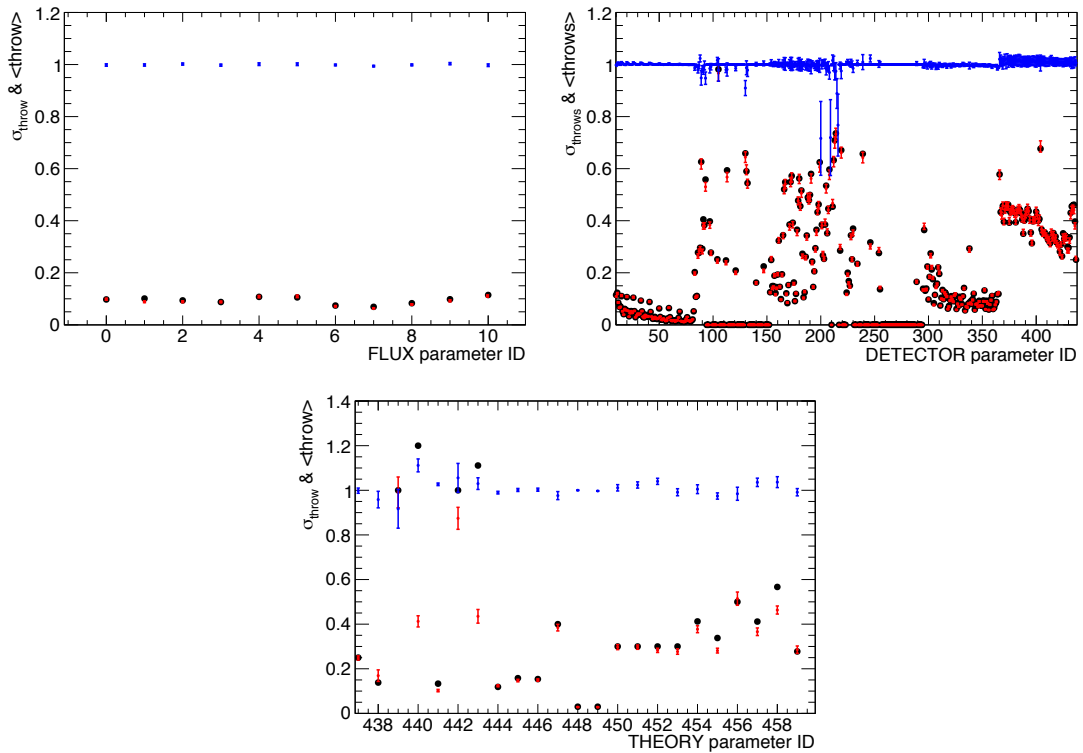 σthrow & <throw>
1.2
1
0.8
0.6
0.4
0.2
0
0 2 4 6 8 10
FLUX parameter ID
σthrows & <throws>
1.2
1
0.8
0.6
0.4
0.2
0
50 100 150 200 250 300 350 400
DETECTOR parameter ID
σthrow & <throw>
1.4
1.2
1
0.8
0.6
0.4
0.2
0
438 440 442 444 446 448 450 452 454 456 458
THEORY parameter ID